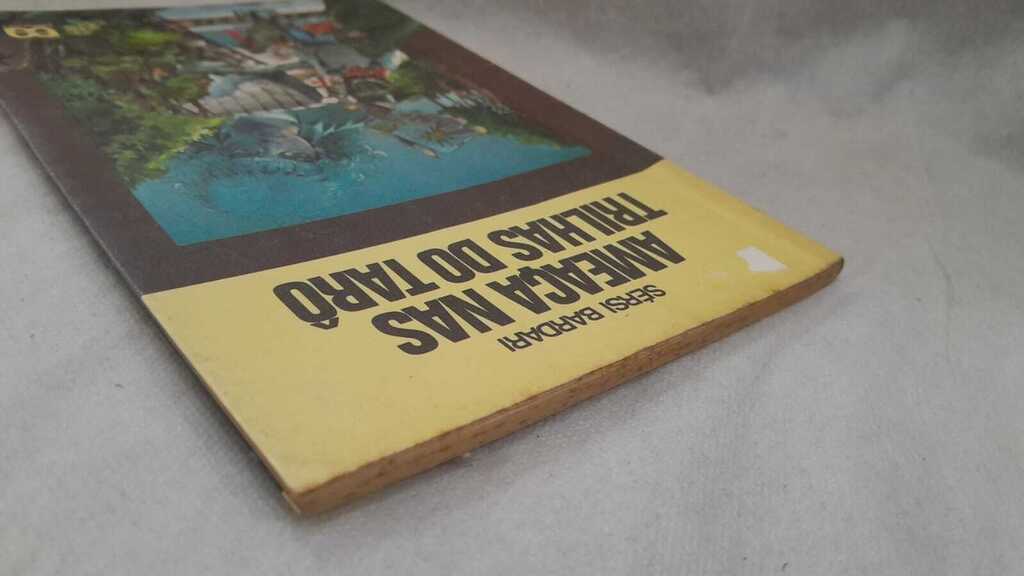 SÉRSI BARDARI
AMEAÇA NAS
TRILHAS DO TARÔ